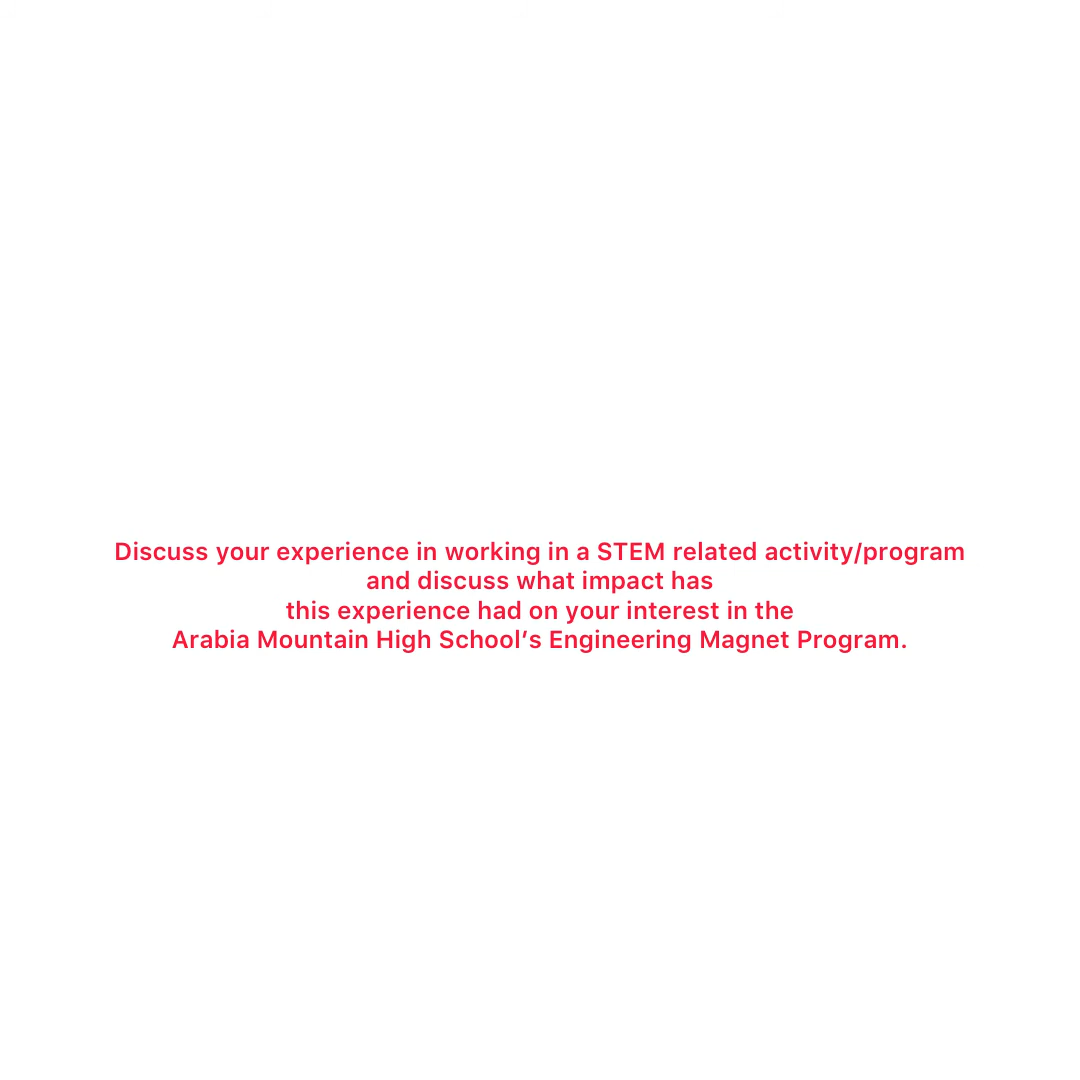 Discuss your experience in working in a STEM related activity/program
and discuss what impact has
this experience had on your interest in the
Arabia Mountain High School’s Engineering Magnet Program.